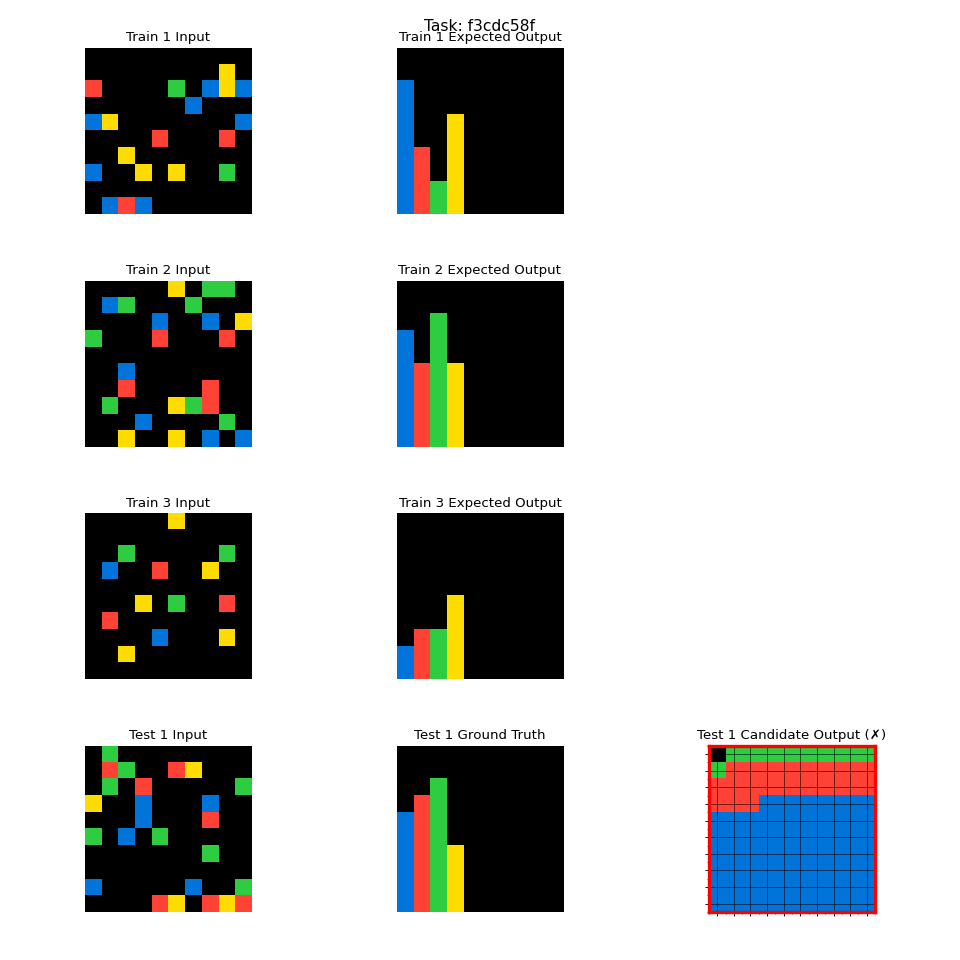 Task: f3cdc58f
Train 1 Input
Train 1 Expected Output
Train 2 Input
Train 2 Expected Output
Train 3 Input
Train 3 Expected Output
Test 1 Input
Test 1 Ground Truth
Test 1 Candidate Output (✗)